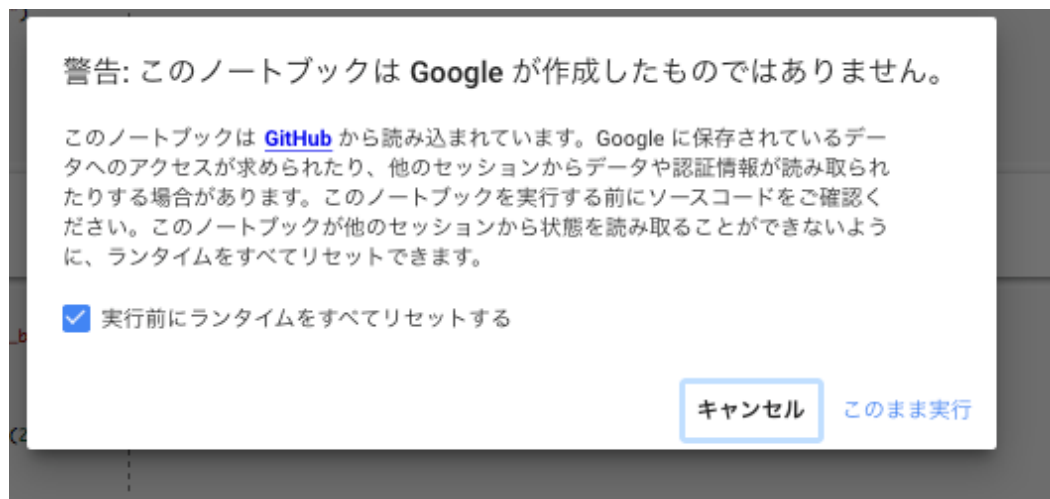 警告: このノートブックは Google が作成したものではありません。
このノートブックは GitHub から読み込まれています。Google に保存されているデー
タへのアクセスが求められたり、他のセッションからデータや認証情報が読み取られ
たりする場合があります。このノートブックを実行する前にソースコードをご確認く
ださい。このノートブックが他のセッションから状態を読み取ることができないよう
に、ランタイムをすべてリセットできます。
実行前にランタイムをすべてリセットする
_b
キャンセル このまま実行
(2